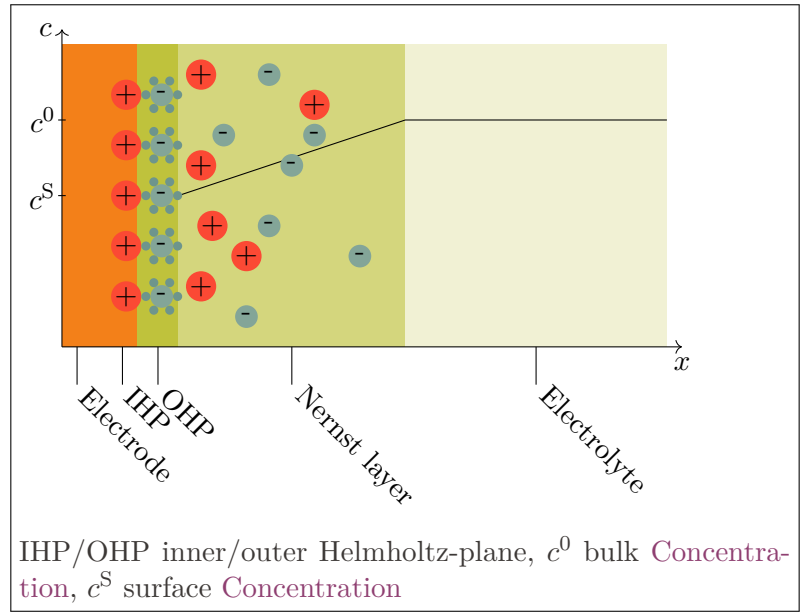 c
c⁰
cˢ
x
Electrode
IHP
OHP
Nernst layer
Electrolyte
IHP/OHP inner/outer Helmholtz-plane, c⁰ bulk Concentra-
tion, cˢ surface Concentration